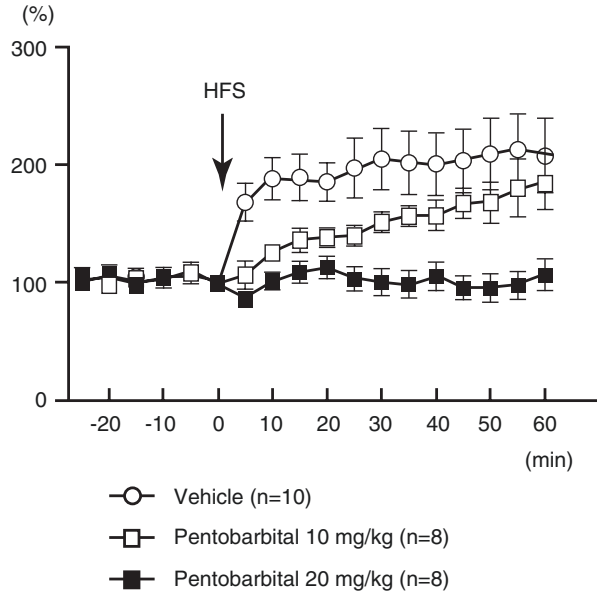 (%)
300
HFS
200
100
0
-20 -10 0 10 20 30 40 50 60
(min)
Vehicle (n=10)
Pentobarbital 10 mg/kg (n=8)
Pentobarbital 20 mg/kg (n=8)